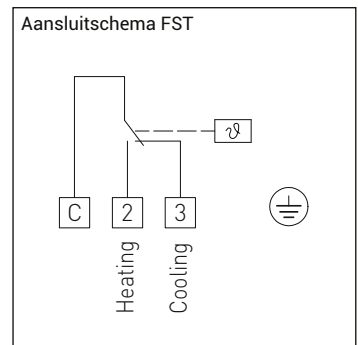 Aansluitschema FST
ϑ
C 2 3
Heating
Cooling